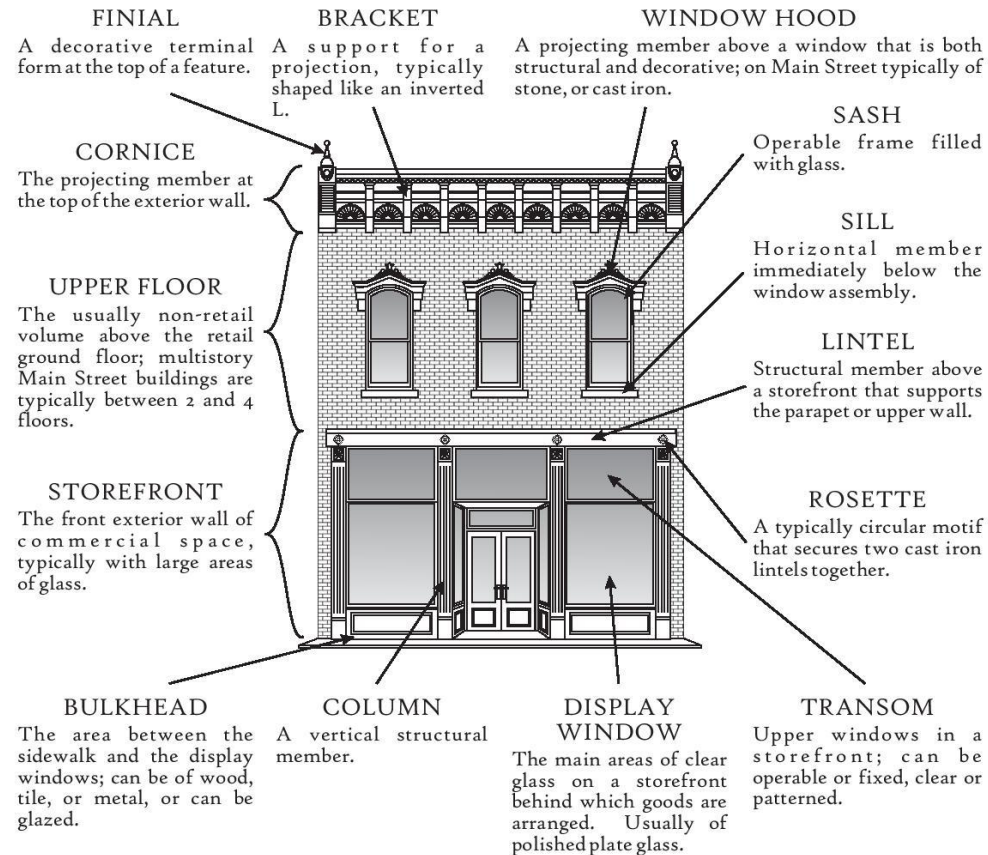 FINIAL
A decorative terminal
form at the top of a feature.
BRACKET
A support for a
projection, typically
shaped like an inverted
L.
WINDOW HOOD
A projecting member above a window that is both
structural and decorative; on Main Street typically of
stone, or cast iron.
SASH
Operable frame filled
with glass.
CORNICE
The projecting member at
the top of the exterior wall.
SILL
Horizontal member
immediately below the
window assembly.
UPPER FLOOR
The usually non-retail
volume above the retail
ground floor; multistory
Main Street buildings are
typically between 2 and 4
floors.
LINTEL
Structural member above
a storefront that supports
the parapet or upper wall.
STOREFRONT
The front exterior wall of
commercial space,
typically with large areas
of glass.
ROSETTE
A typically circular motif
that secures two cast iron
lintels together.
BULKHEAD
The area between the
sidewalk and the display
windows; can be of wood,
tile, or metal, or can be
glazed.
COLUMN
A vertical structural
member.
DISPLAY
WINDOW
The main areas of clear
glass on a storefront
behind which goods are
arranged. Usually of
polished plate glass.
TRANSOM
Upper windows in a
storefront; can be
operable or fixed, clear or
patterned.